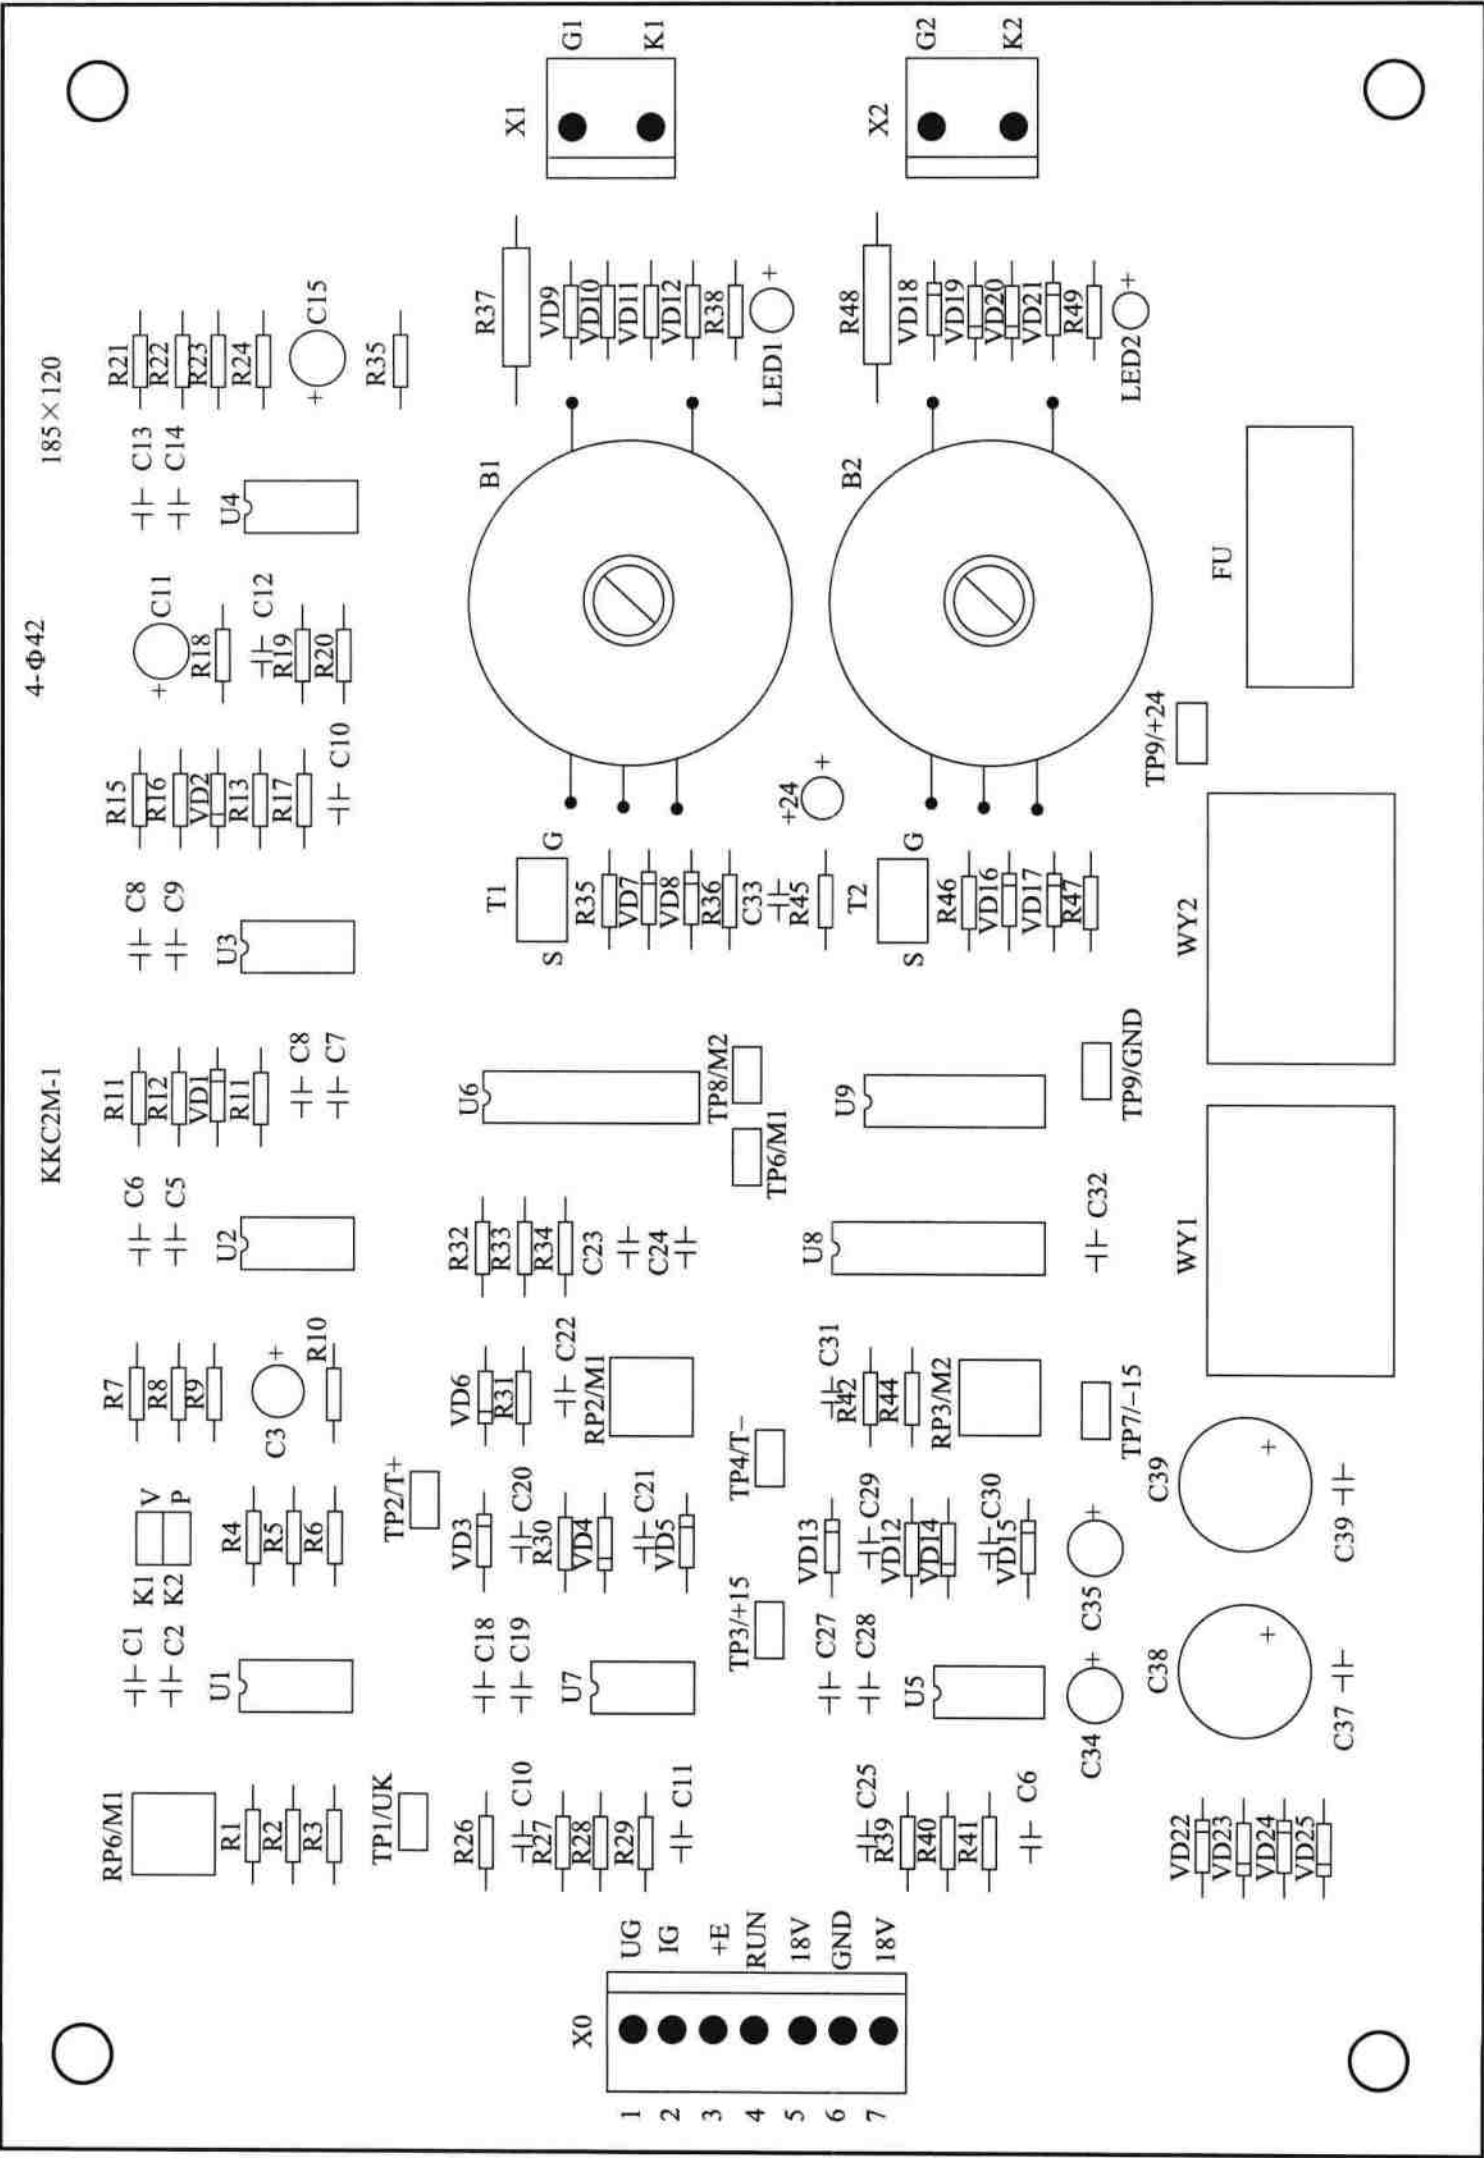 KKC2M-1
4-Φ42
185×120
RP6/M1
R1
R2
R3
TP1/UK
C1
C2
U1
K1
K2
V
P
R4
R5
R6
TP2/T+
R7
R8
R9
C3
+
R10
C6
C5
U2
R11
R12
VD1
R11
C8
C7
C8
C9
U3
R15
R16
VD2
R13
R17
C10
C11
+
R18
C12
R19
R20
C13
C14
U4
R21
R22
R23
R24
C15
+
R35
R26
C10
R27
R28
R29
C11
C18
C19
U7
TP3/+15
VD3
C20
R30
VD4
C21
VD5
TP4/T−
VD6
R31
C22
RP2/M1
R32
R33
R34
C23
C24
U6
TP8/M2
TP6/M1
T1
S
G
R35
VD7
VD8
R36
C33
R45
+24
+
B1
R37
VD9
VD10
VD11
VD12
R38
LED1
+
X1
G1
K1
X0
1
UG
2
IG
3
+E
4
RUN
5
18V
6
GND
7
18V
C25
R39
R40
R41
C6
C27
C28
U5
C34
+
VD13
C29
VD12
VD14
C30
VD15
C35
+
C31
R42
R44
RP3/M2
TP7/−15
U8
C32
U9
TP9/GND
T2
S
G
R46
VD16
VD17
R47
B2
R48
VD18
VD19
VD20
VD21
R49
LED2
+
X2
G2
K2
VD22
VD23
VD24
VD25
C38
+
C37
C39
+
C39
WY1
WY2
TP9/+24
FU